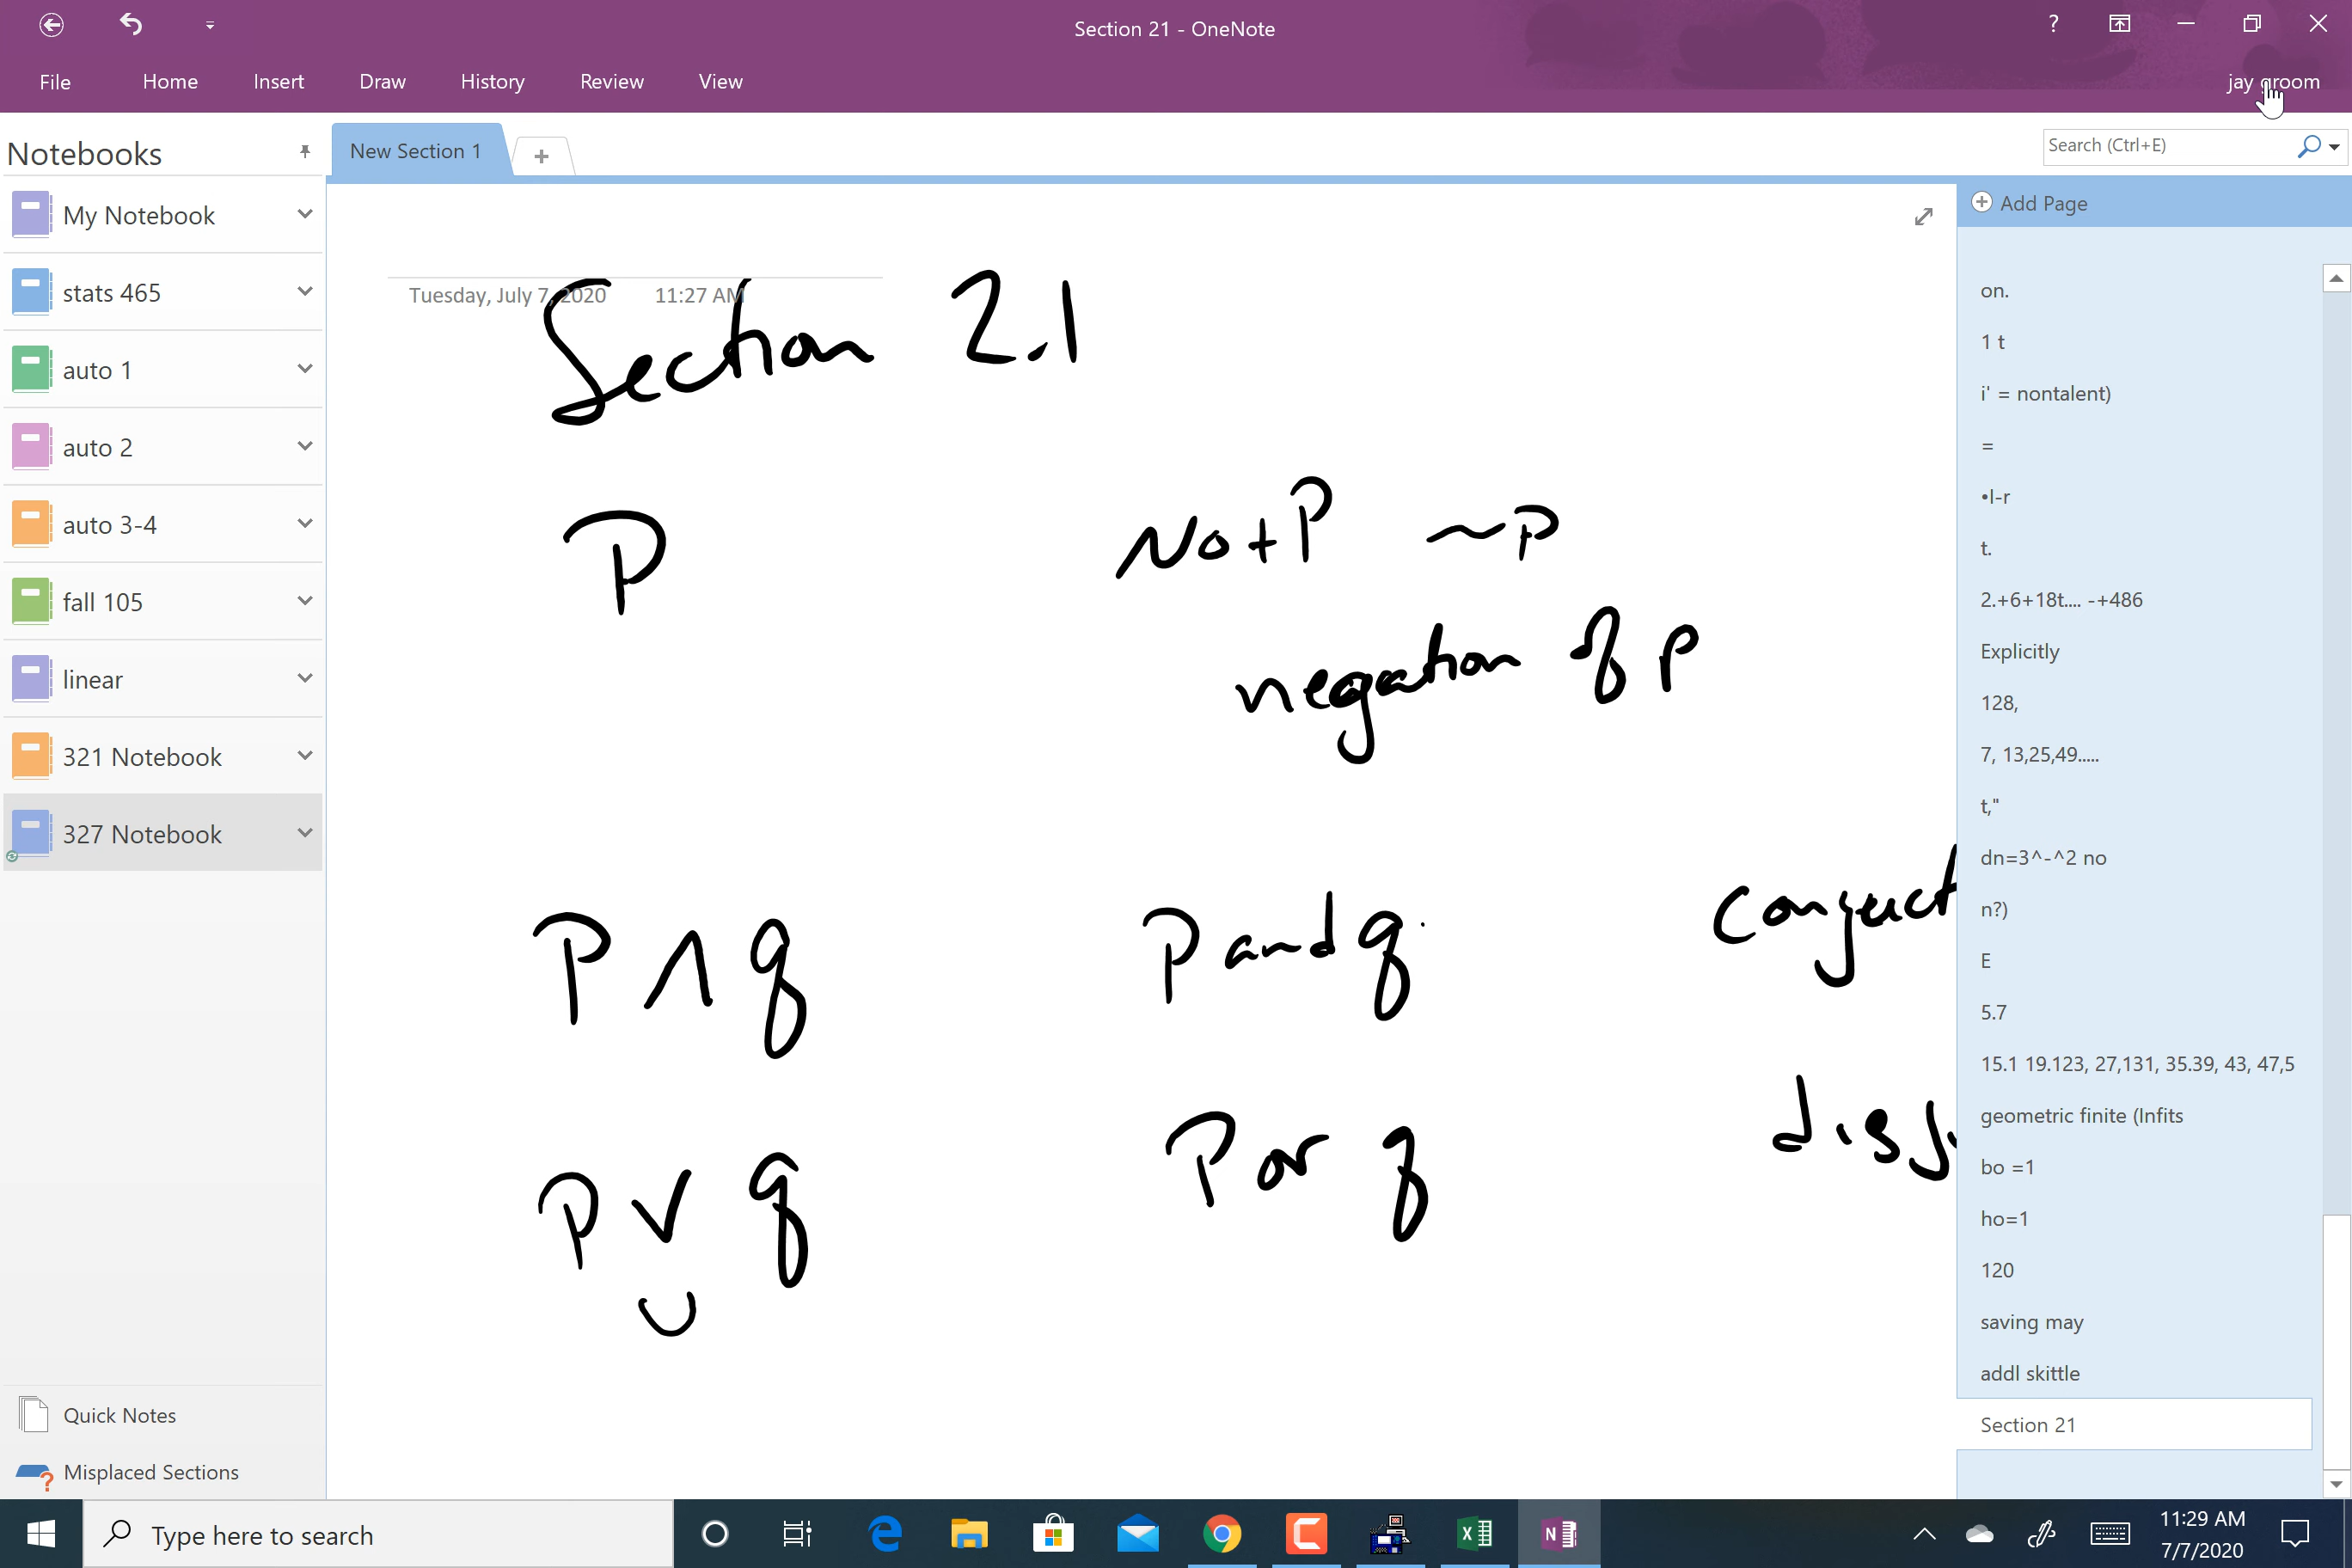 Section 21 - OneNote
?
File Home Insert Draw History Review View
jay groom
Notebooks
New Section 1
+
Search (Ctrl+E)
My Notebook
stats 465
auto 1
auto 2
auto 3-4
fall 105
linear
321 Notebook
327 Notebook
Quick Notes
Misplaced Sections
Tuesday, July 7, 2020 11:27 AM
Section 2.1
P Not P ~P
negation of P
P ∧ q P and q. conjuct
P ∨ q P or q disj
∪
Add Page
on.
1 t
i' = nontalent)
=
•l-r
t.
2.+6+18t.... -+486
Explicitly
128,
7, 13,25,49.....
t,"
dn=3^-^2 no
n?)
E
5.7
15.1 19.123, 27,131, 35.39, 43, 47,5
geometric finite (Infits
bo =1
ho=1
120
saving may
addl skittle
Section 21
Type here to search
11:29 AM
7/7/2020